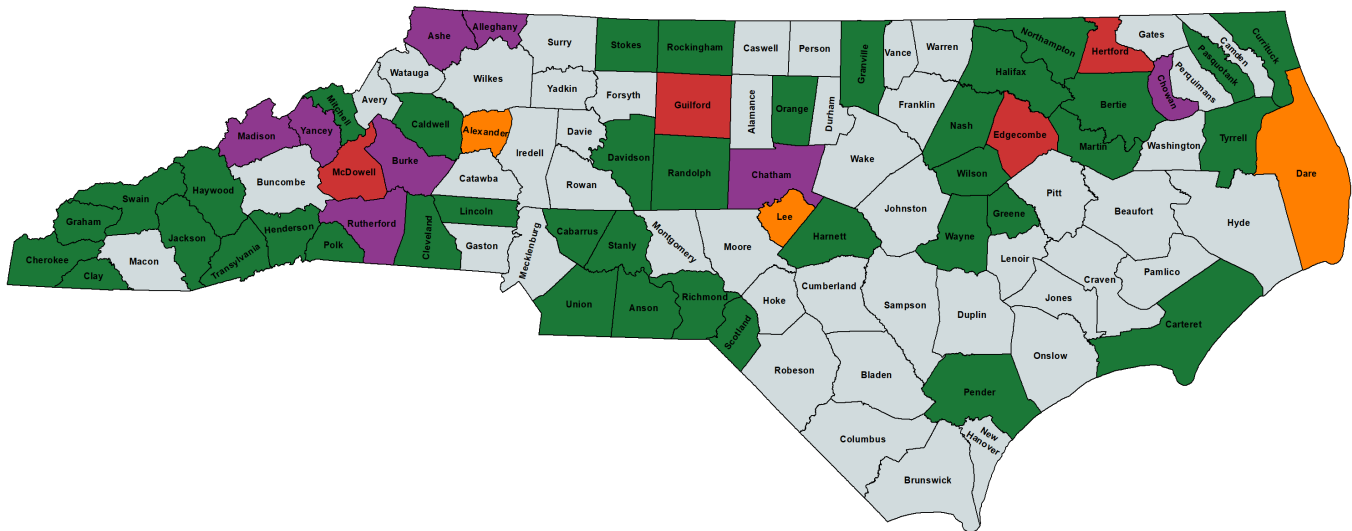 Ashe
Alleghany
Surry
Stokes
Rockingham
Caswell
Person
Granville
Vance
Warren
Northampton
Hertford
Gates
Camden
Currituck
Pasquotank
Perquimans
Chowan
Halifax
Bertie
Watauga
Wilkes
Yadkin
Forsyth
Guilford
Alamance
Orange
Durham
Franklin
Nash
Edgecombe
Martin
Washington
Tyrrell
Dare
Avery
Mitchell
Caldwell
Alexander
Iredell
Davie
Davidson
Randolph
Chatham
Wake
Wilson
Madison
Yancey
McDowell
Burke
Catawba
Rowan
Lee
Johnston
Greene
Pitt
Beaufort
Hyde
Buncombe
Haywood
Swain
Graham
Jackson
Henderson
Rutherford
Lincoln
Cleveland
Gaston
Mecklenburg
Cabarrus
Stanly
Montgomery
Moore
Harnett
Wayne
Lenoir
Craven
Pamlico
Cherokee
Clay
Macon
Transylvania
Polk
Union
Anson
Richmond
Scotland
Hoke
Cumberland
Sampson
Duplin
Jones
Carteret
Onslow
Robeson
Bladen
Pender
Columbus
New
Hanover
Brunswick